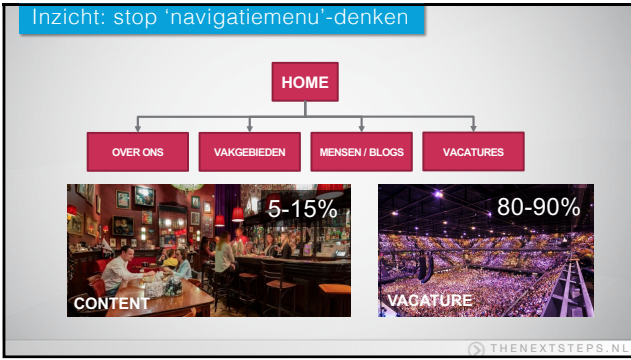 Inzicht: stop ‘navigatiemenu’-denken
HOME
OVER ONS
VAKGEBIEDEN
MENSEN / BLOGS
VACATURES
5-15%
CONTENT
80-90%
VACATURE
THENEXTSTEPS.NL